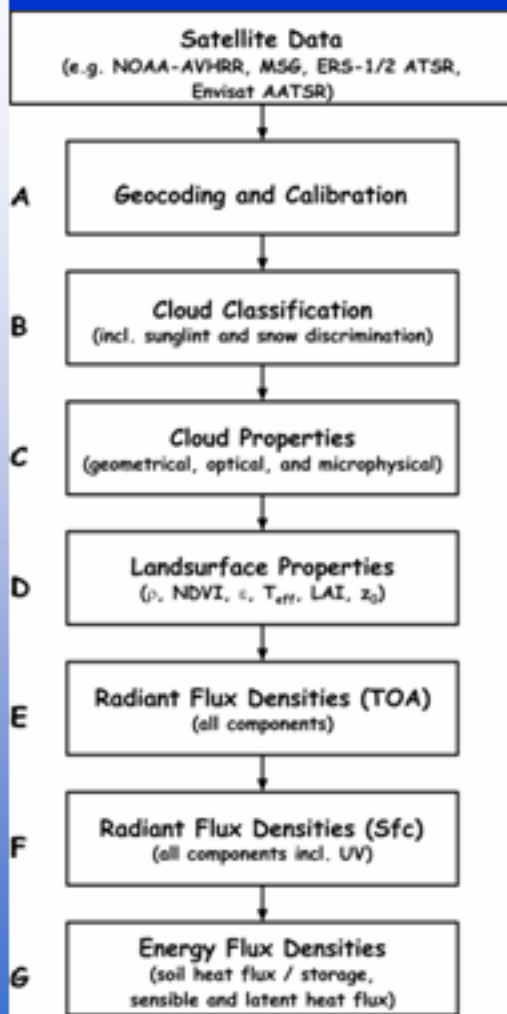 Satellite Data
(e.g. NOAA-AVHRR, MSG, ERS-1/2 ATSR,
Envisat AATSR)
A
Geocoding and Calibration
B
Cloud Classification
(incl. sunglint and snow discrimination)
C
Cloud Properties
(geometrical, optical, and microphysical)
D
Landsurface Properties
(ρ, NDVI, ε, T_eff, LAI, z₀)
E
Radiant Flux Densities (TOA)
(all components)
F
Radiant Flux Densities (Sfc)
(all components incl. UV)
G
Energy Flux Densities
(soil heat flux / storage,
sensible and latent heat flux)